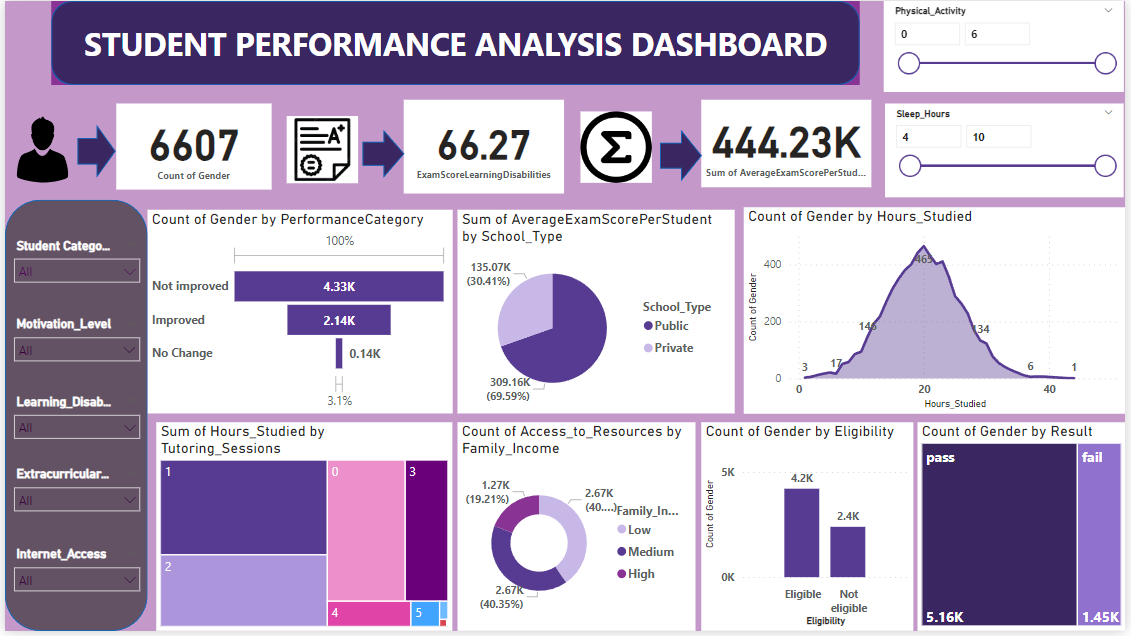 STUDENT PERFORMANCE ANALYSIS DASHBOARD
Physical_Activity
0
6
Sleep_Hours
4
10
A+
6607
Count of Gender
66.27
ExamScoreLearningDisabilities
Σ
444.23K
Sum of AverageExamScorePerStud...
Student Catego...
All
Motivation_Level
All
Learning_Disab...
All
Extracurricular...
All
Internet_Access
All
Count of Gender by PerformanceCategory
100%
Not improved
4.33K
Improved
2.14K
No Change
0.14K
3.1%
Sum of AverageExamScorePerStudent
by School_Type
135.07K
(30.41%)
309.16K
(69.59%)
School_Type
Public
Private
Count of Gender by Hours_Studied
Count of Gender
400
200
0
3
17
146
465
134
6
1
0
20
40
Hours_Studied
Sum of Hours_Studied by
Tutoring_Sessions
1
2
0
3
4
5
Count of Access_to_Resources by
Family_Income
1.27K
(19.21%)
2.67K
(40....)
2.67K
(40.35%)
Family_In...
Low
Medium
High
Count of Gender by Eligibility
Count of Gender
5K
0K
4.2K
2.4K
Eligible
Not
eligible
Eligibility
Count of Gender by Result
pass
5.16K
fail
1.45K